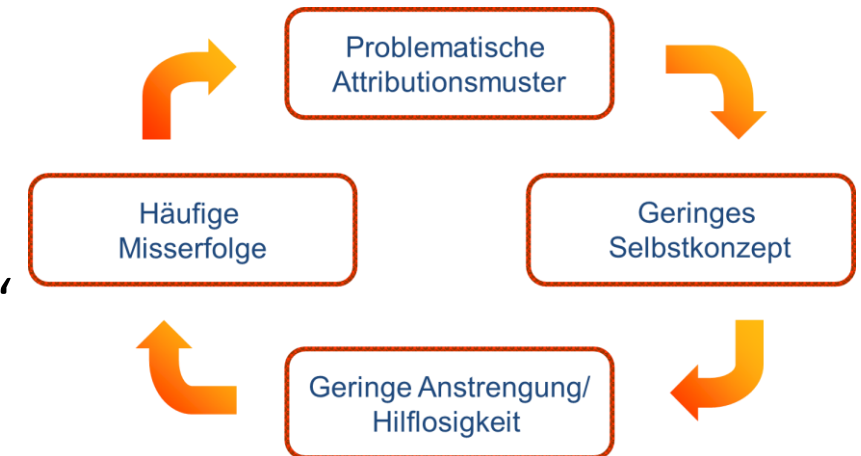 Problematische
Attributionsmuster
Häufige
Misserfolge
Geringes
Selbstkonzept
“
Geringe Anstrengung/
Hilflosigkeit